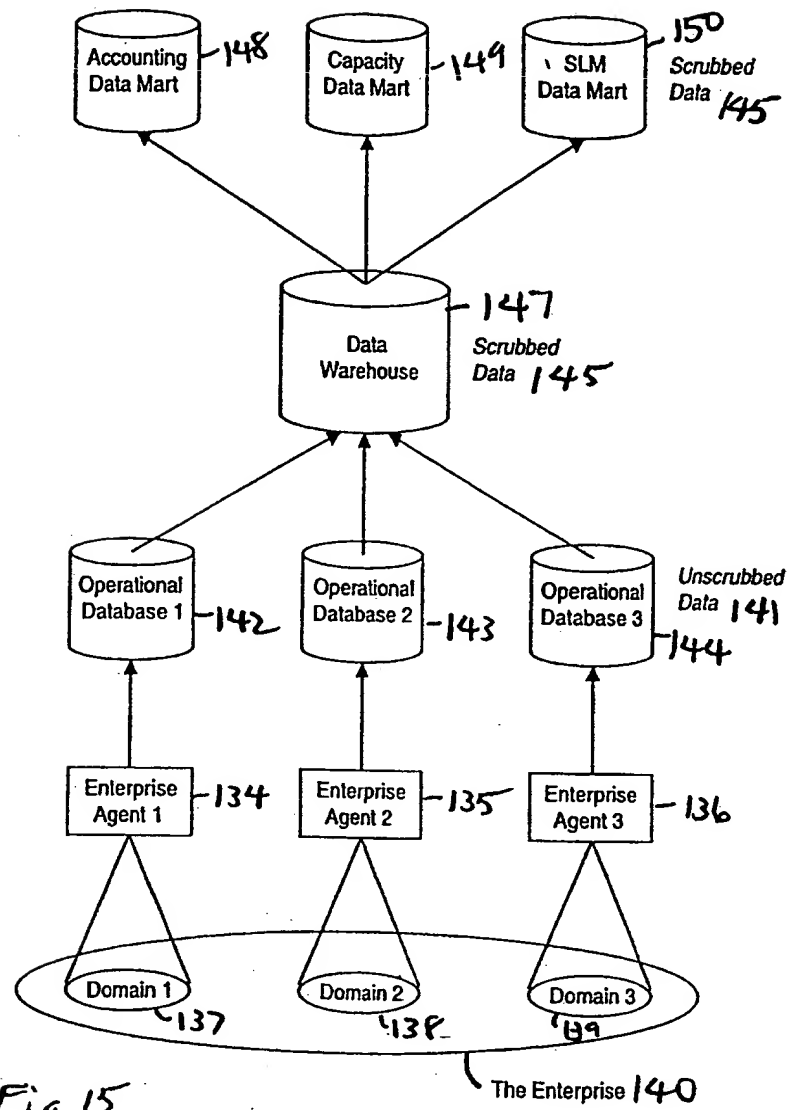 Accounting
Data Mart
148
Capacity
Data Mart
149
SLM
Data Mart
150
Scrubbed
Data 145
Data
Warehouse
147
Scrubbed
Data 145
Operational
Database 1
142
Operational
Database 2
143
Operational
Database 3
144
Unscrubbed
Data 141
Enterprise
Agent 1
134
Enterprise
Agent 2
135
Enterprise
Agent 3
136
Domain 1
137
Domain 2
138
Domain 3
139
The Enterprise 140
Fig 15